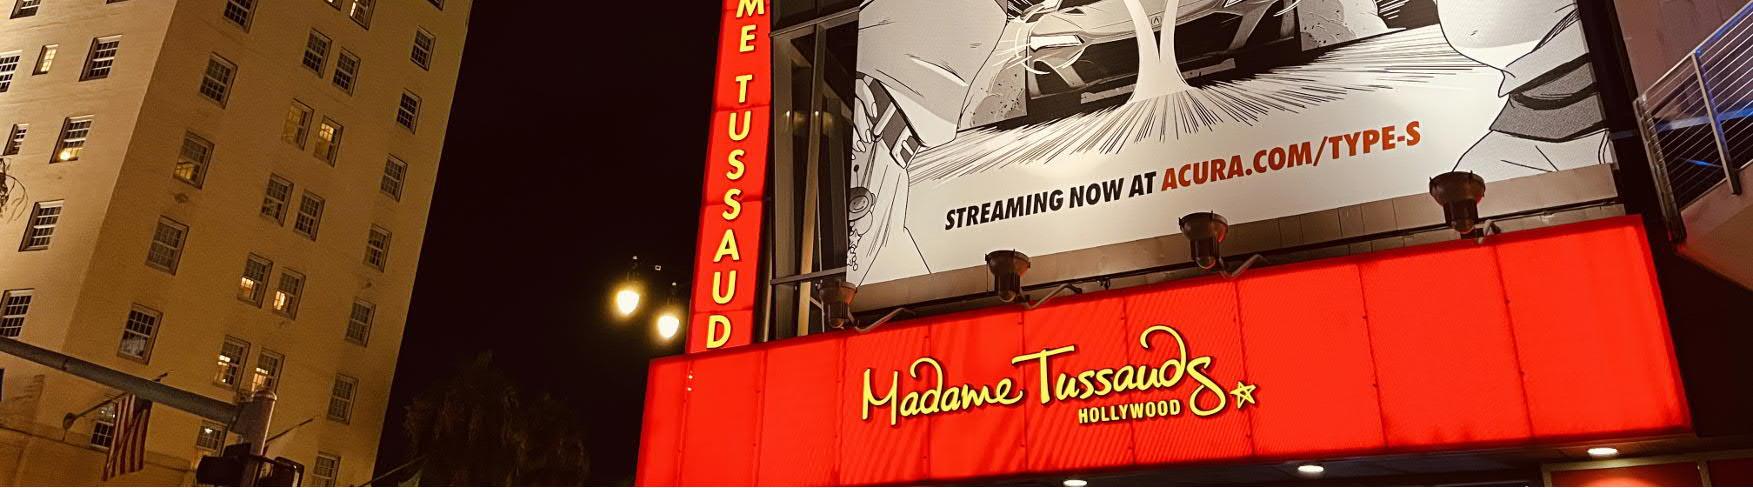 ME TUSSAUD
STREAMING NOW AT ACURA.COM/TYPE-S
Madame Tussauds
HOLLYWOOD